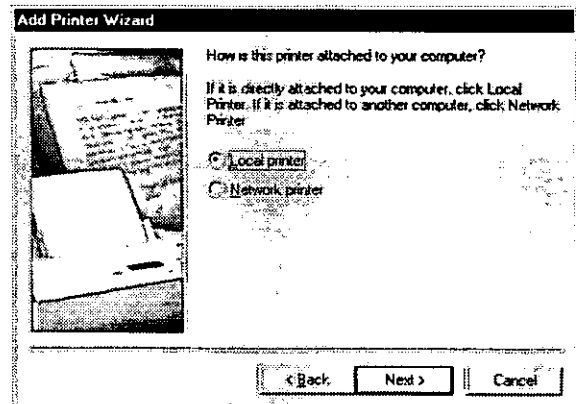 Add Printer Wizard
How is this printer attached to your computer?
If it is directly attached to your computer, click Local
Printer. If it is attached to another computer, click Network
Printer
Local printer
Network printer
< Back
Next >
Cancel